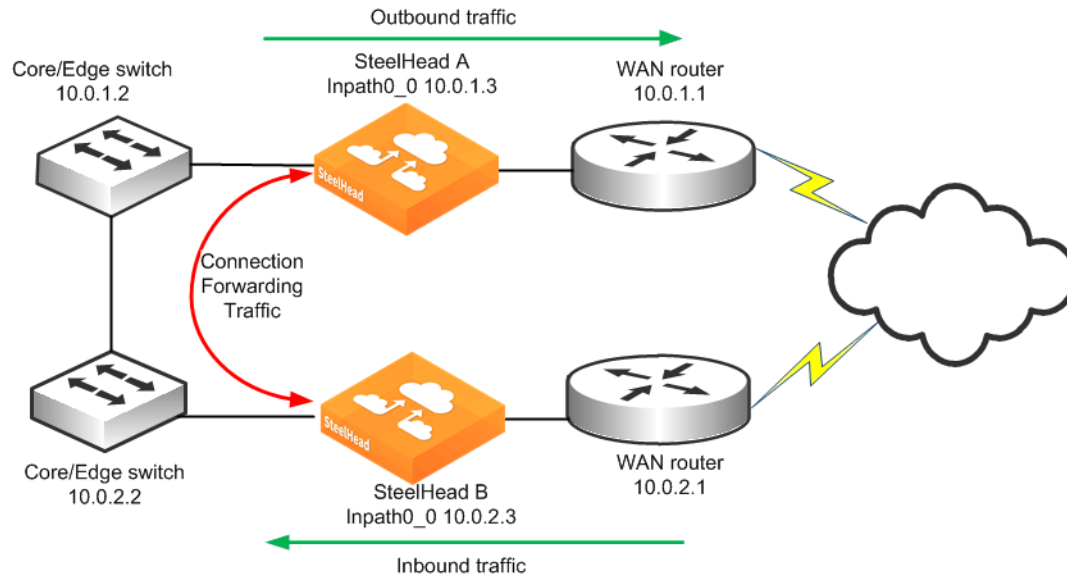 Outbound traffic
Core/Edge switch
10.0.1.2
SteelHead A
Inpath0_0 10.0.1.3
WAN router
10.0.1.1
SteelHead
Connection
Forwarding
Traffic
SteelHead
Core/Edge switch
10.0.2.2
SteelHead B
Inpath0_0 10.0.2.3
WAN router
10.0.2.1
Inbound traffic